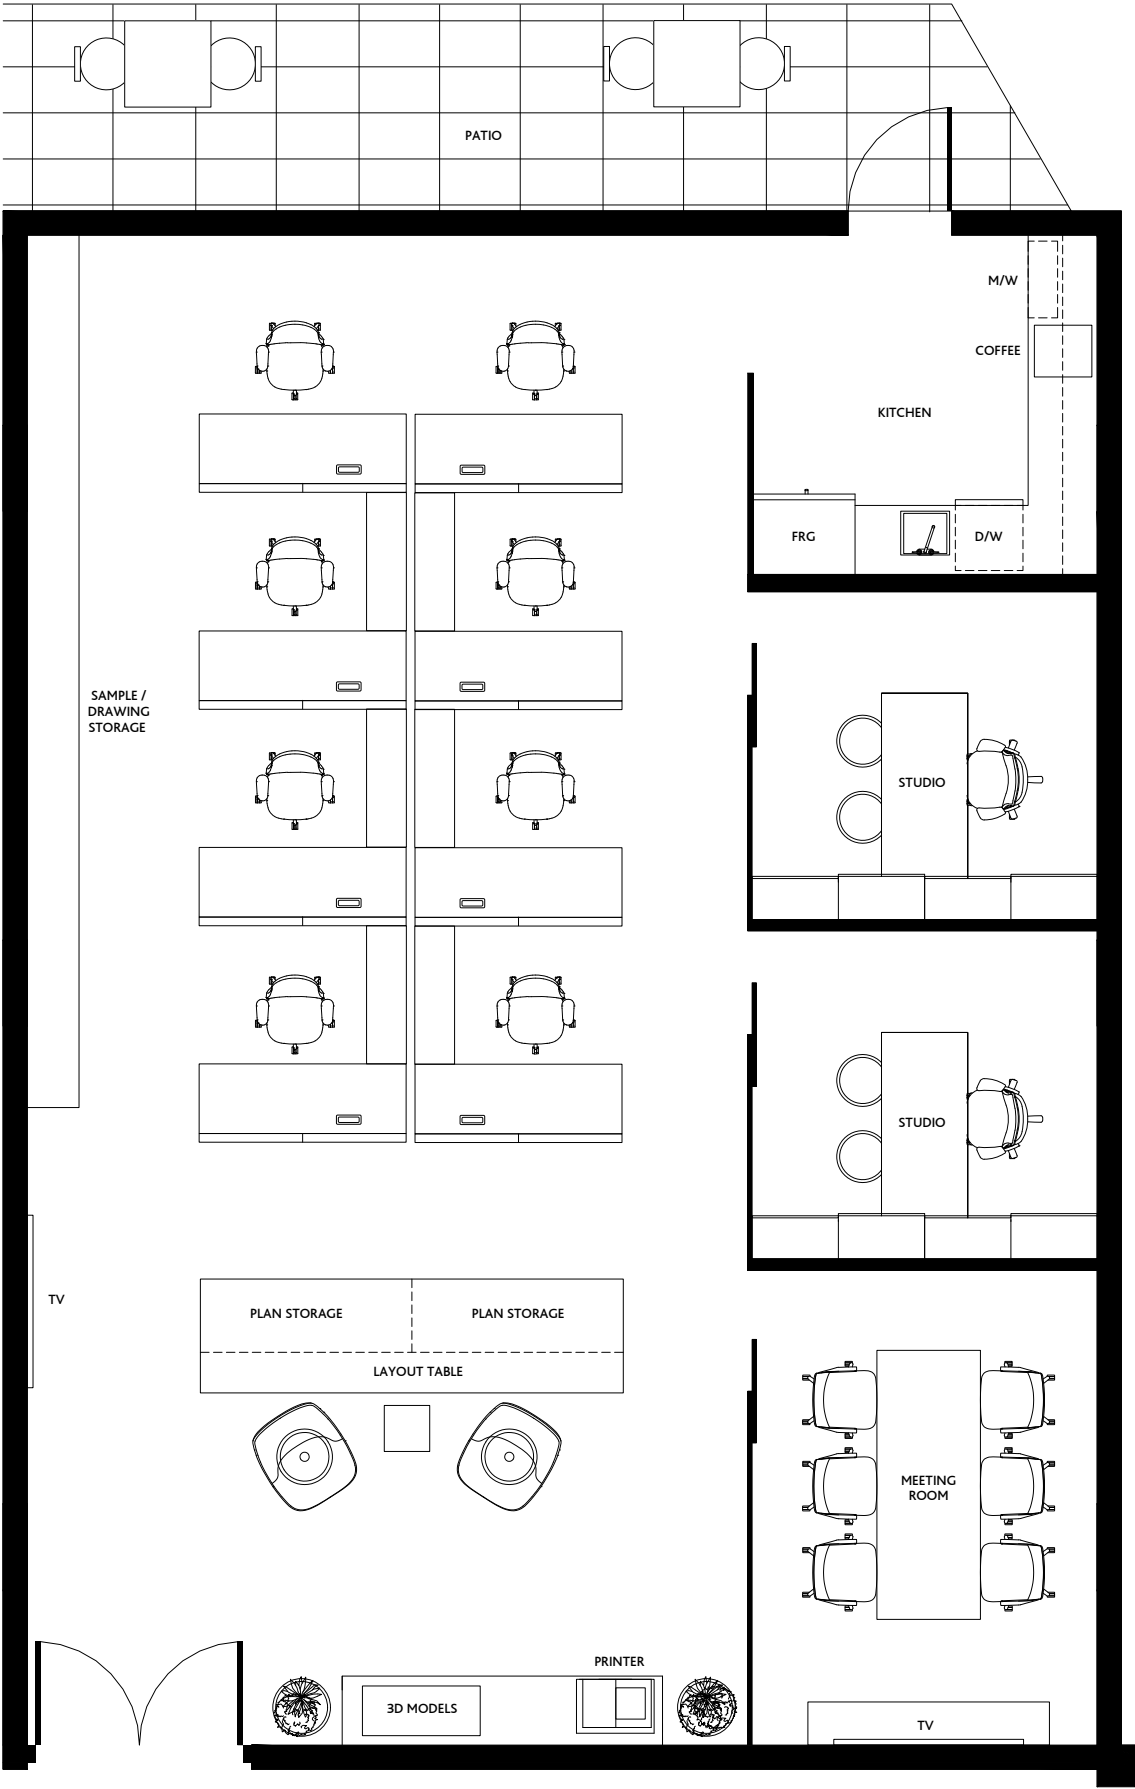 PATIO
M/W
COFFEE
KITCHEN
FRG
D/W
SAMPLE /
DRAWING
STORAGE
STUDIO
STUDIO
TV
PLAN STORAGE
PLAN STORAGE
LAYOUT TABLE
MEETING
ROOM
PRINTER
3D MODELS
TV